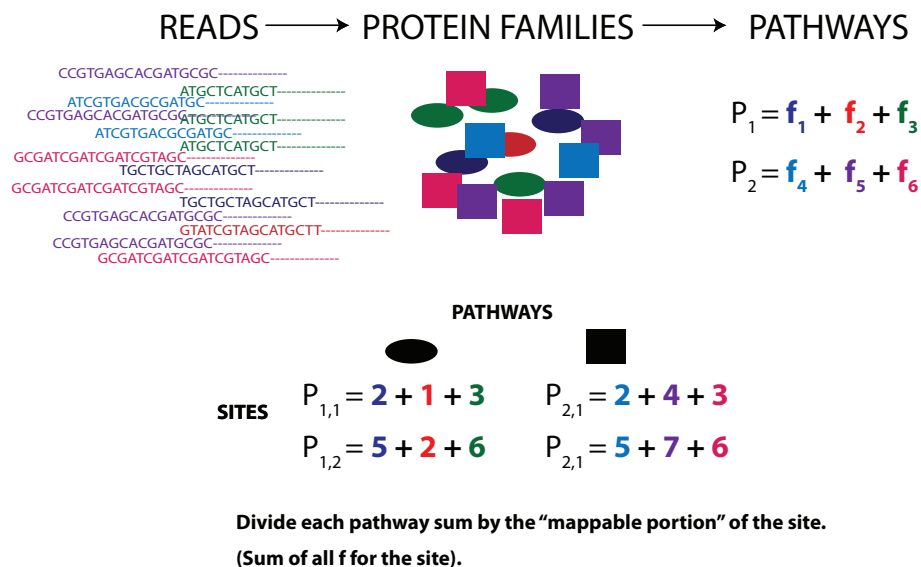 READS → PROTEIN FAMILIES → PATHWAYS
CCGTGAGCACGATGCGC--------------
ATGCTCATGCT--------------
ATCGTGACGCGATGC--------------
CCGTGAGCACGATGCGC--------------
ATGCTCATGCT--------------
ATCGTGACGCGATGC--------------
ATGCTCATGCT--------------
GCGATCGATCGATCGTAGC--------------
TGCTGCTAGCATGCT--------------
GCGATCGATCGATCGTAGC--------------
TGCTGCTAGCATGCT--------------
CCGTGAGCACGATGCGC--------------
GTATCGTAGCATGCTT--------------
CCGTGAGCACGATGCGC--------------
GCGATCGATCGATCGTAGC--------------
P1 = f1 + f2 + f3
P2 = f4 + f5 + f6
PATHWAYS
SITES
P1,1 = 2 + 1 + 3 P2,1 = 2 + 4 + 3
P1,2 = 5 + 2 + 6 P2,1 = 5 + 7 + 6
Divide each pathway sum by the “mappable portion” of the site.
(Sum of all f for the site).